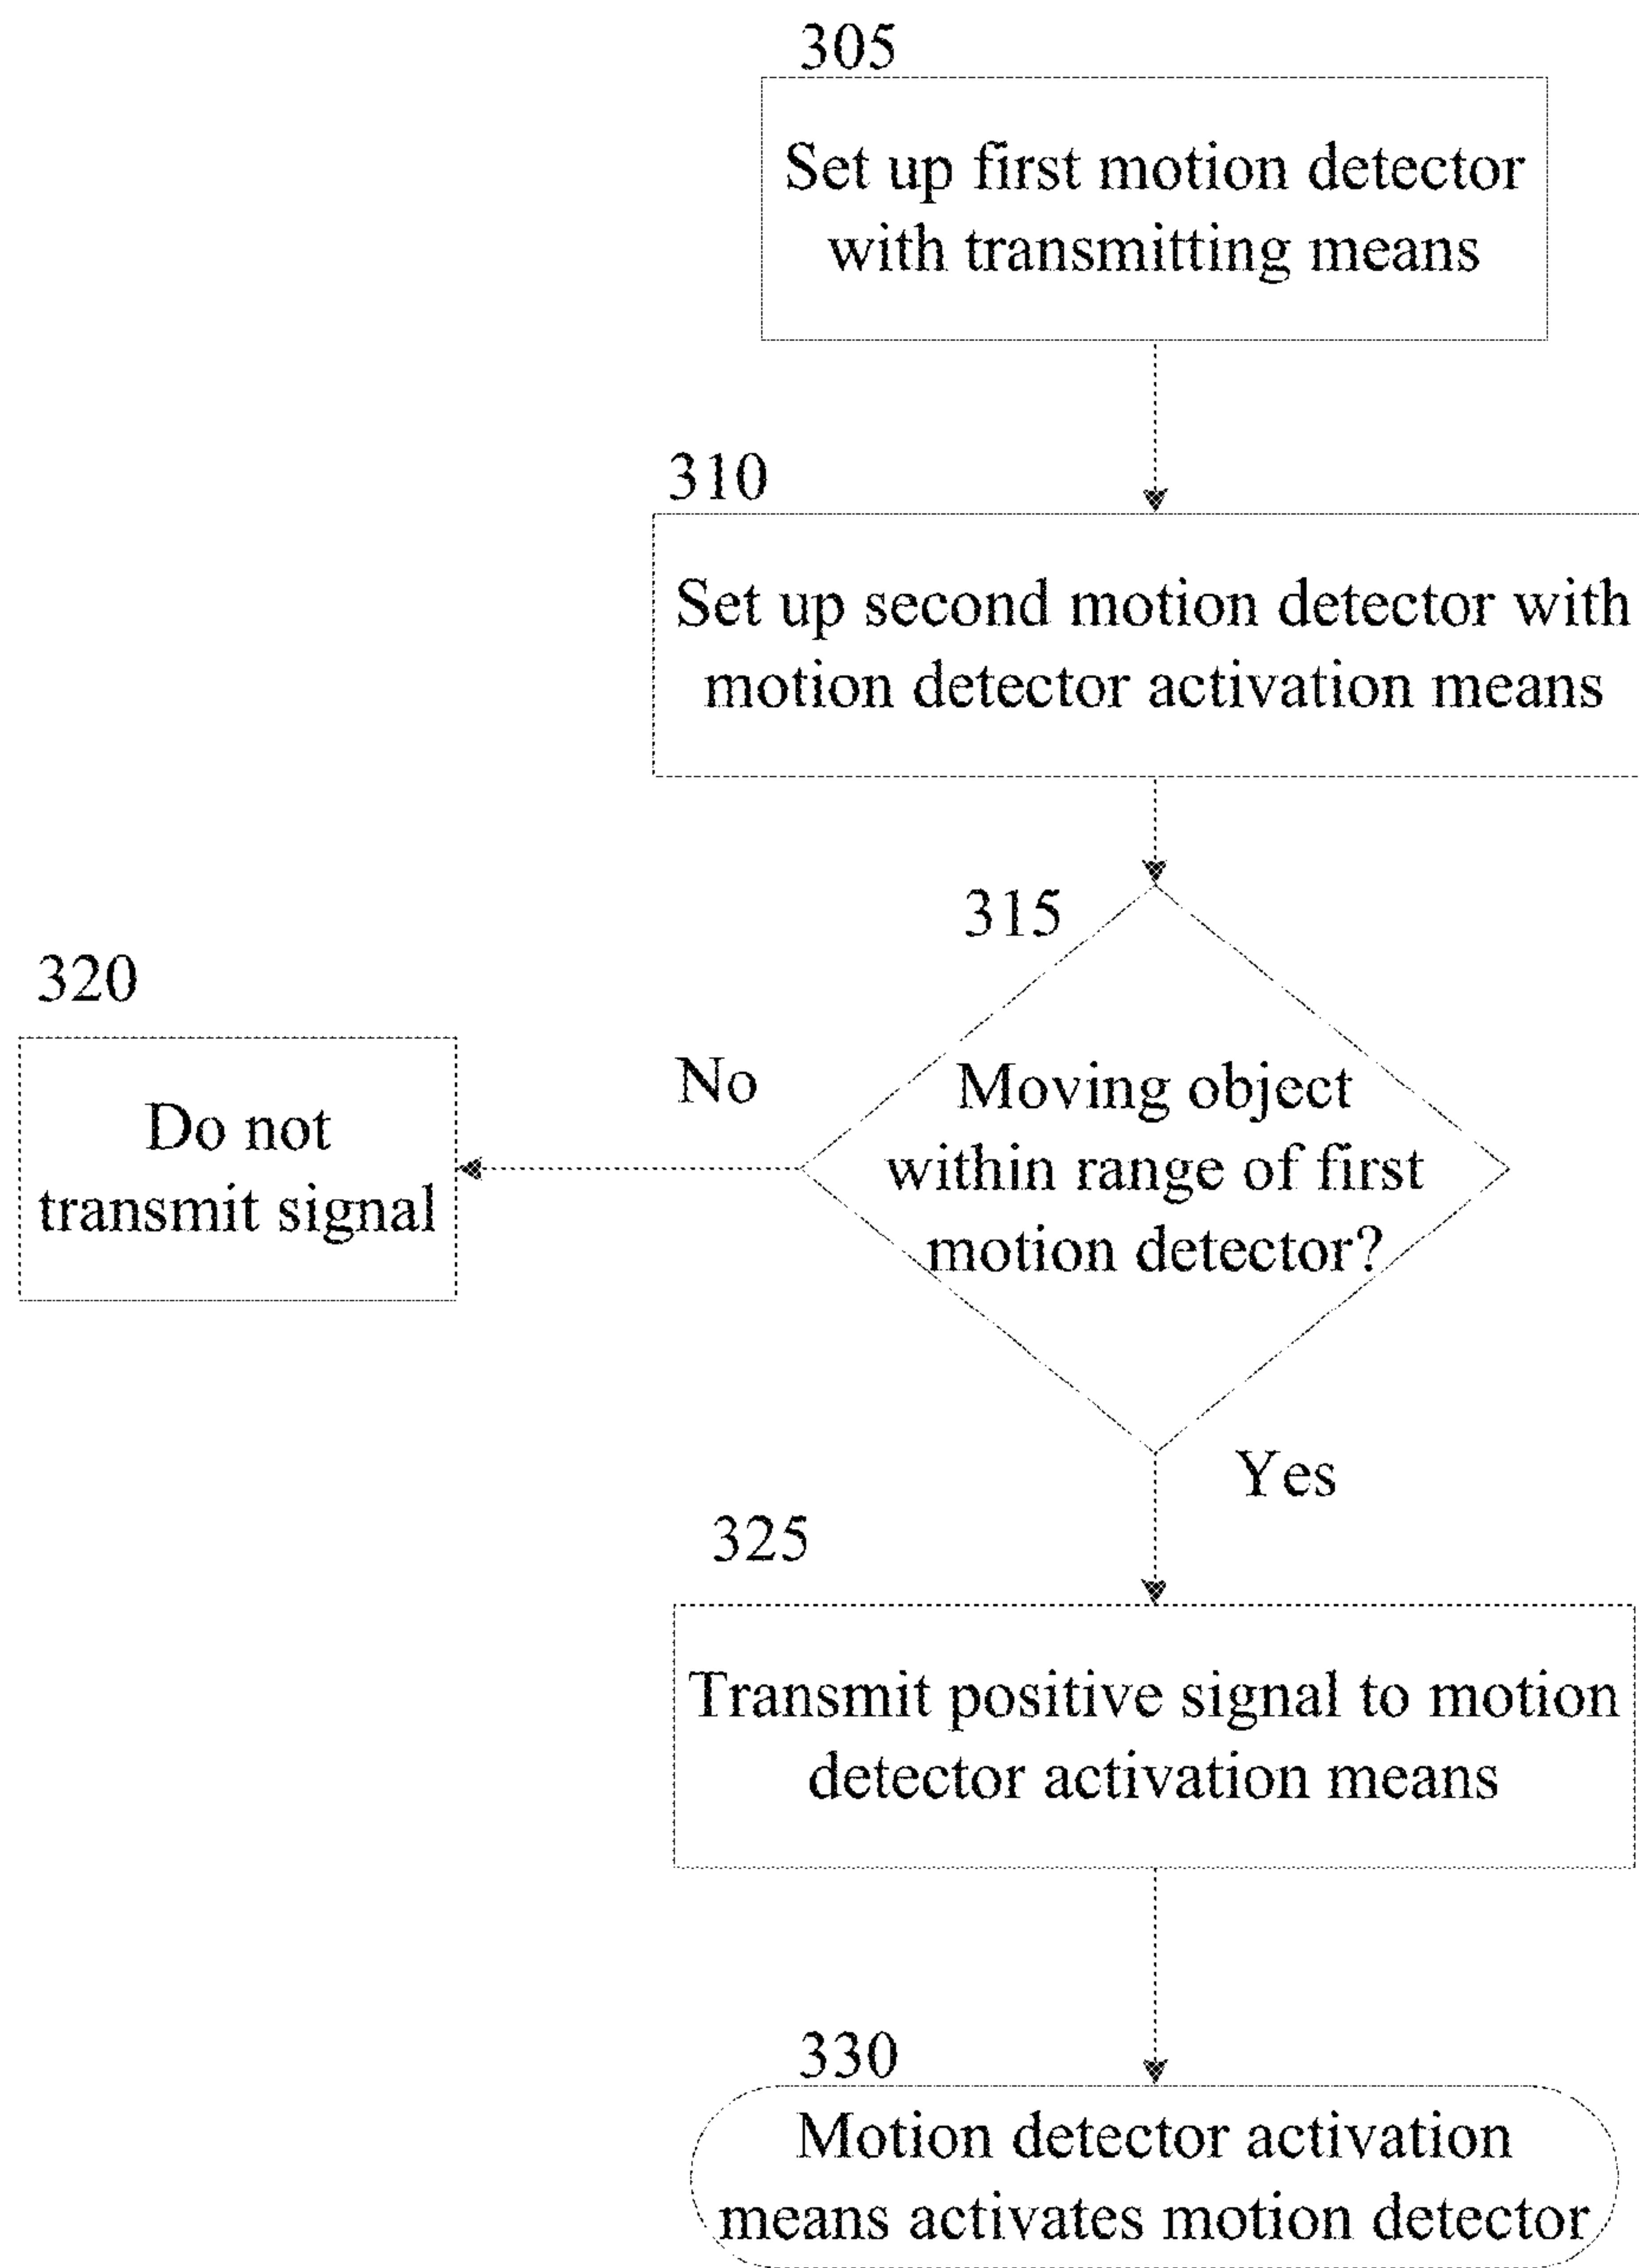 305
Set up first motion detector
with transmitting means
310
Set up second motion detector with
motion detector activation means
315
320
No
Moving object
within range of first
motion detector?
Do not
transmit signal
Yes
325
Transmit positive signal to motion
detector activation means
330
Motion detector activation
means activates motion detector